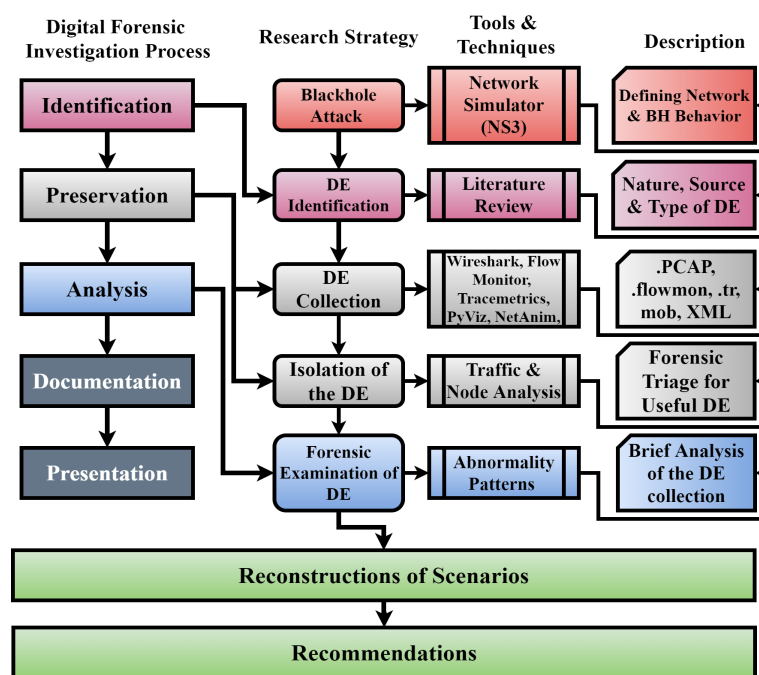 Digital Forensic
Investigation Process
Research Strategy
Tools &
Techniques
Description
Identification
Blackhole
Attack
Network
Simulator
(NS3)
Defining Network
& BH Behavior
Preservation
DE
Identification
Literature
Review
Nature, Source
& Type of DE
Analysis
DE
Collection
Wireshark, Flow
Monitor,
Tracemetrics,
PyViz, NetAnim,
.PCAP,
.flowmon, .tr,
mob, XML
Documentation
Isolation of
the DE
Traffic &
Node Analysis
Forensic
Triage for
Useful DE
Presentation
Forensic
Examination of
DE
Abnormality
Patterns
Brief Analysis
of the DE
collection
Reconstructions of Scenarios
Recommendations